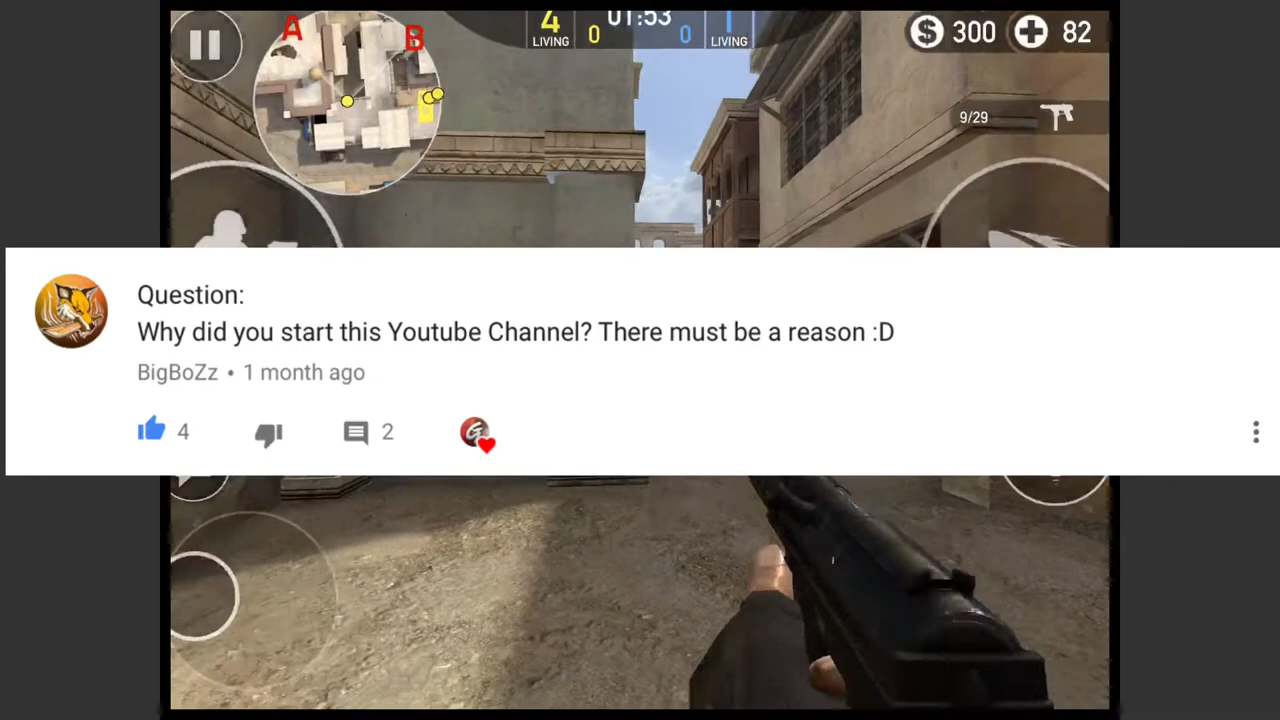 A
B
4
LIVING
0
01:53
0
1
LIVING
$ 300
82
9/29
Question:
Why did you start this Youtube Channel? There must be a reason :D
BigBoZz • 1 month ago
4
2
G